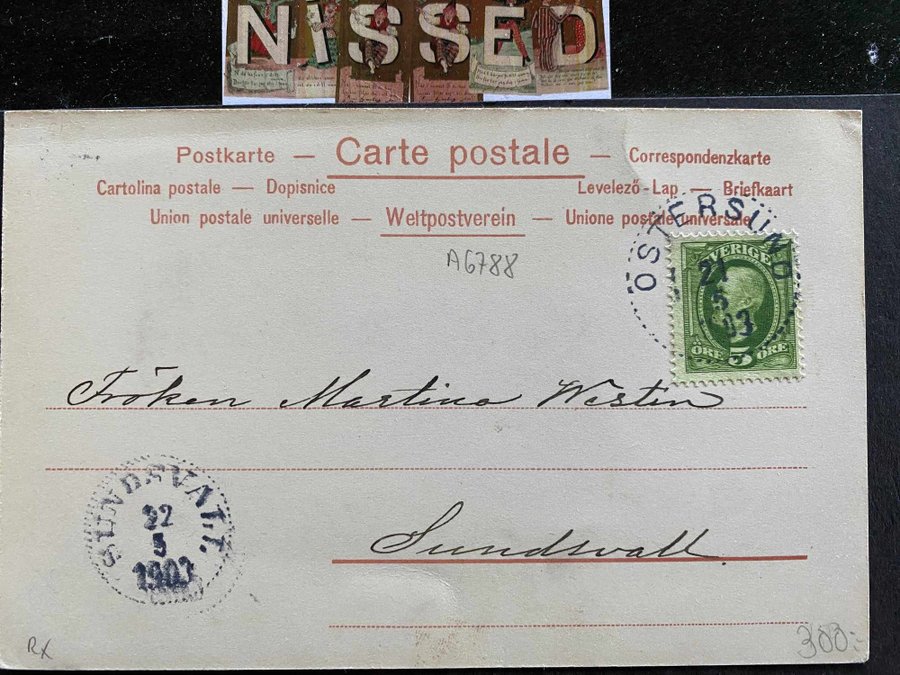 NISSED
Postkarte — Carte postale — Correspondenzkarte
Cartolina postale — Dopisnice Levelező-Lap — Briefkaart
Union postale universelle — Weltpostverein — Unione postale universale
A6788
ÖSTERSUND
21
5
03
SVERIGE
ÖRE 5 ÖRE
Fröken Martina Westin
SUNDSVALL
22
5
1903
Sundsvall
RX
300:-